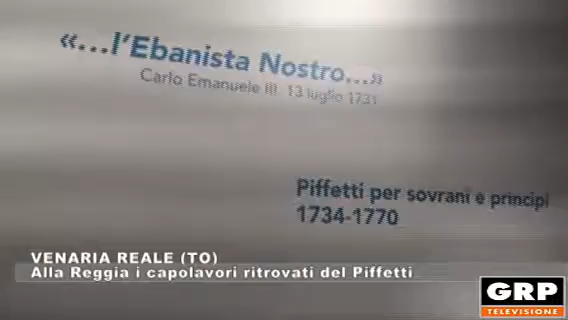 «...l'Ebanista Nostro...»
Carlo Emanuele III, 13 luglio 1731
Piffetti per sovrani e principi
1734-1770
VENARIA REALE (TO)
Alla Reggia i capolavori ritrovati del Piffetti
GRP
TELEVISIONE